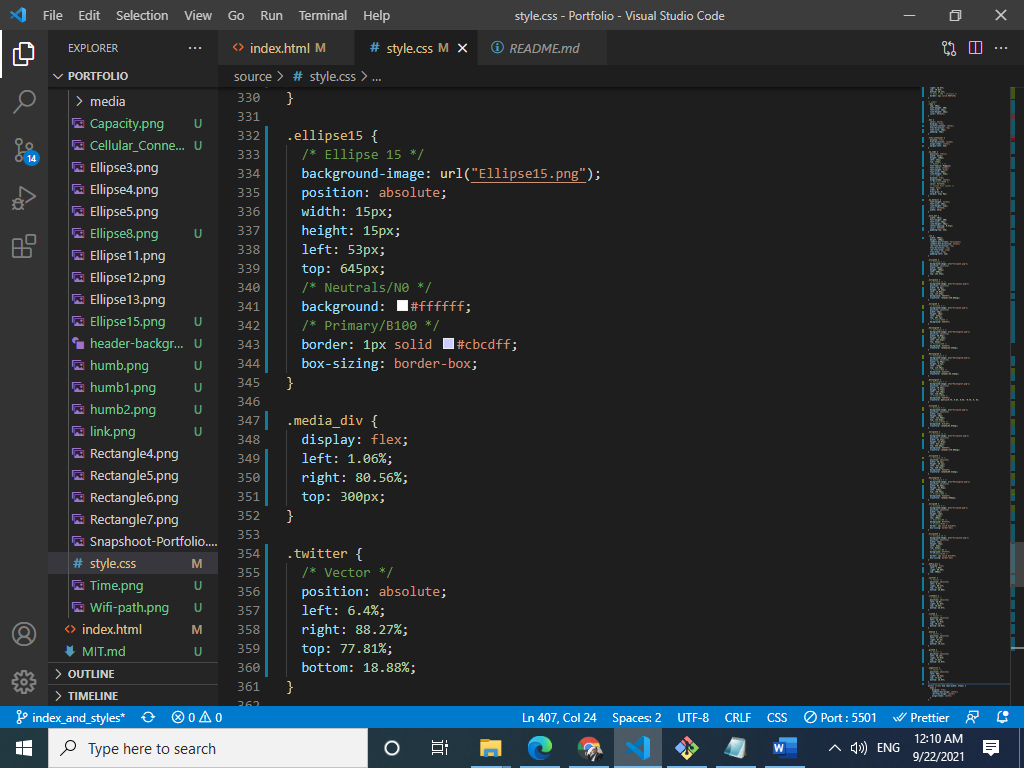 File Edit Selection View Go Run Terminal Help style.css - Portfolio - Visual Studio Code
EXPLORER
index.html M
style.css M
README.md
PORTFOLIO
source > style.css > ...
media
Capacity.png U
Cellular_Conne... U
Ellipse3.png
Ellipse4.png
Ellipse5.png
Ellipse8.png U
Ellipse11.png
Ellipse12.png
Ellipse13.png
Ellipse15.png U
header-backgr... U
humb.png U
humb1.png U
humb2.png U
link.png U
Rectangle4.png
Rectangle5.png
Rectangle6.png
Rectangle7.png
Snapshoot-Portfolio....
style.css M
Time.png U
Wifi-path.png U
index.html M
MIT.md U
OUTLINE
TIMELINE
14
330 }
331
332 .ellipse15 {
333 /* Ellipse 15 */
334 background-image: url("Ellipse15.png");
335 position: absolute;
336 width: 15px;
337 height: 15px;
338 left: 53px;
339 top: 645px;
340 /* Neutrals/N0 */
341 background: #ffffff;
342 /* Primary/B100 */
343 border: 1px solid #cbcdff;
344 box-sizing: border-box;
345 }
346
347 .media_div {
348 display: flex;
349 left: 1.06%;
350 right: 80.56%;
351 top: 300px;
352 }
353
354 .twitter {
355 /* Vector */
356 position: absolute;
357 left: 6.4%;
358 right: 88.27%;
359 top: 77.81%;
360 bottom: 18.88%;
361 }
index_and_styles* 0 0 Ln 407, Col 24 Spaces: 2 UTF-8 CRLF CSS Port : 5501 Prettier
Type here to search
ENG
12:10 AM
9/22/2021